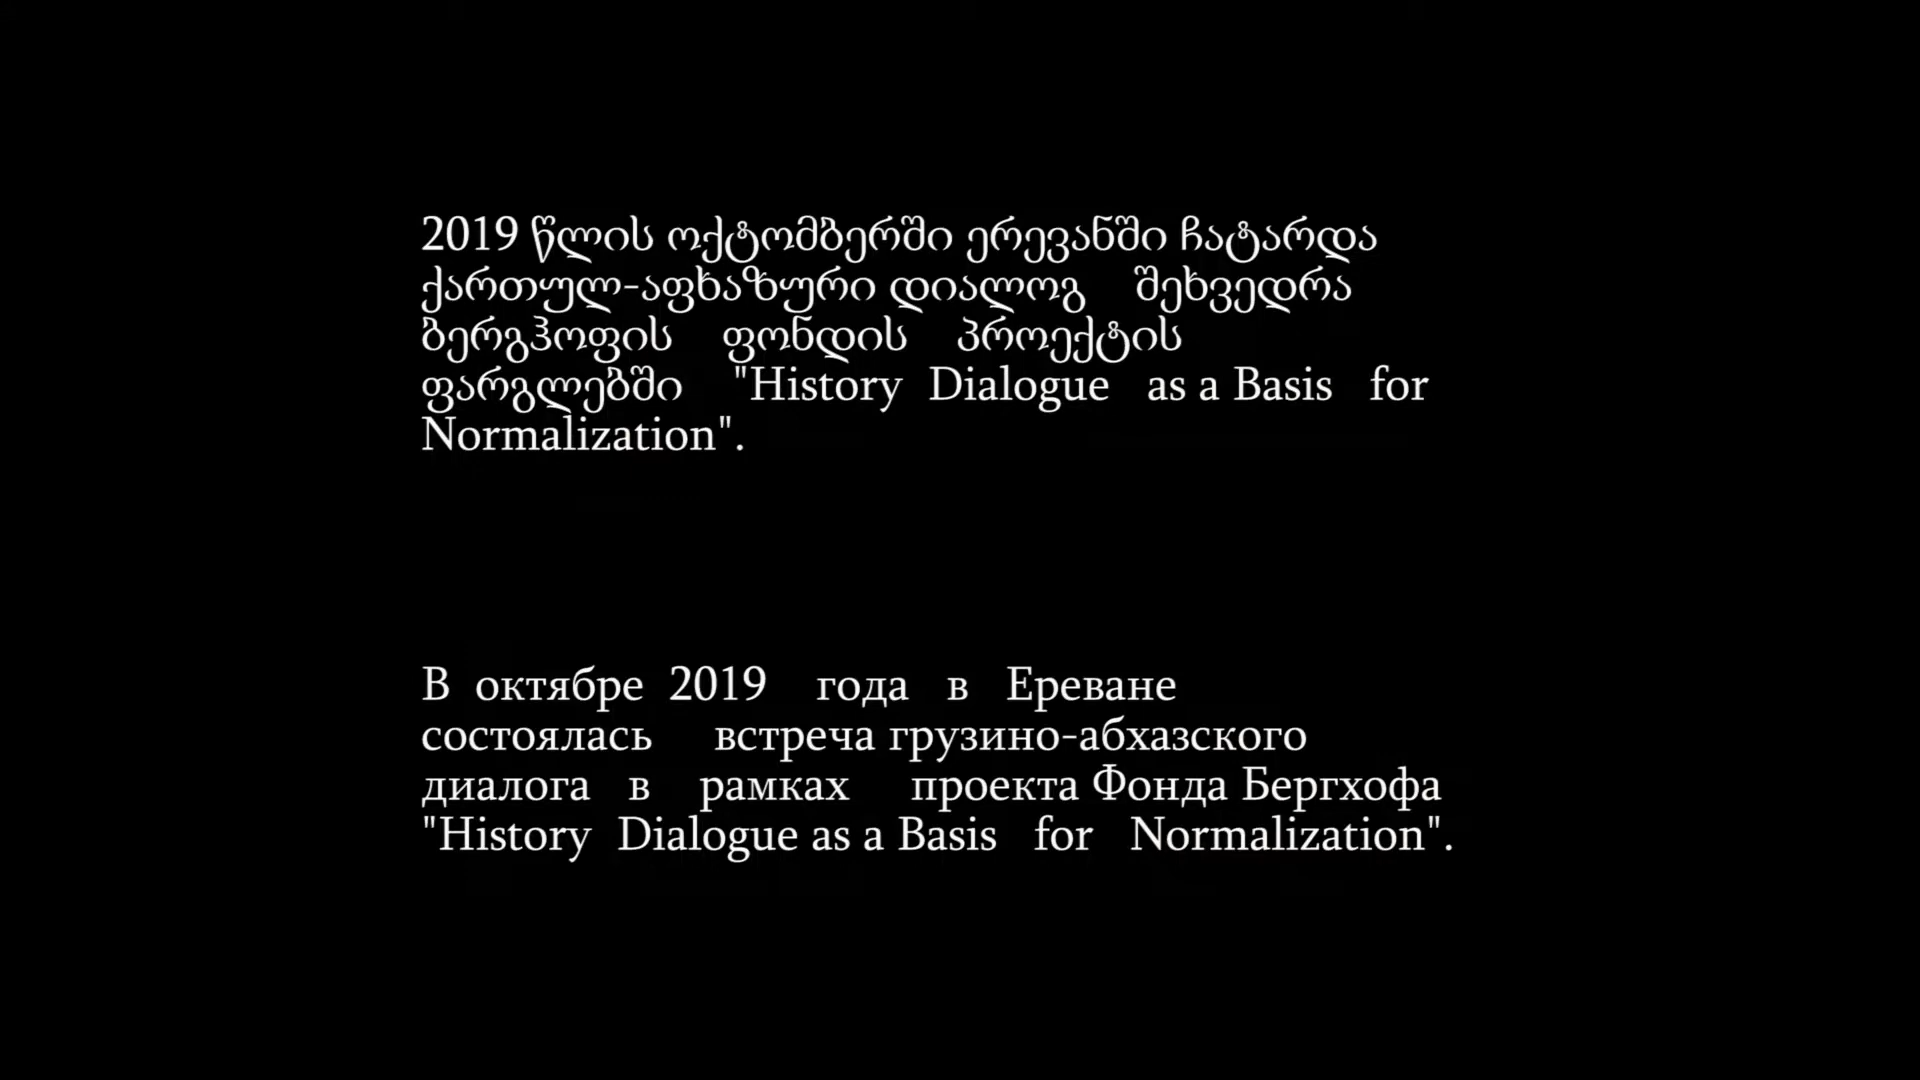 2019 წლის ოქტომბერში ერევანში ჩატარდა
ქართულ-აფხაზური დიალოგ შეხვედრა
ბერგჰოფის ფონდის პროექტის
ფარგლებში "History Dialogue as a Basis for
Normalization".
В октябре 2019 года в Ереване
состоялась встреча грузино-абхазского
диалога в рамках проекта Фонда Бергхофа
"History Dialogue as a Basis for Normalization".